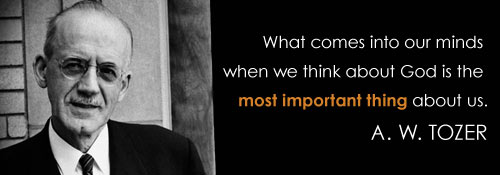 What comes into our minds
when we think about God is the
most important thing about us.
A. W. TOZER